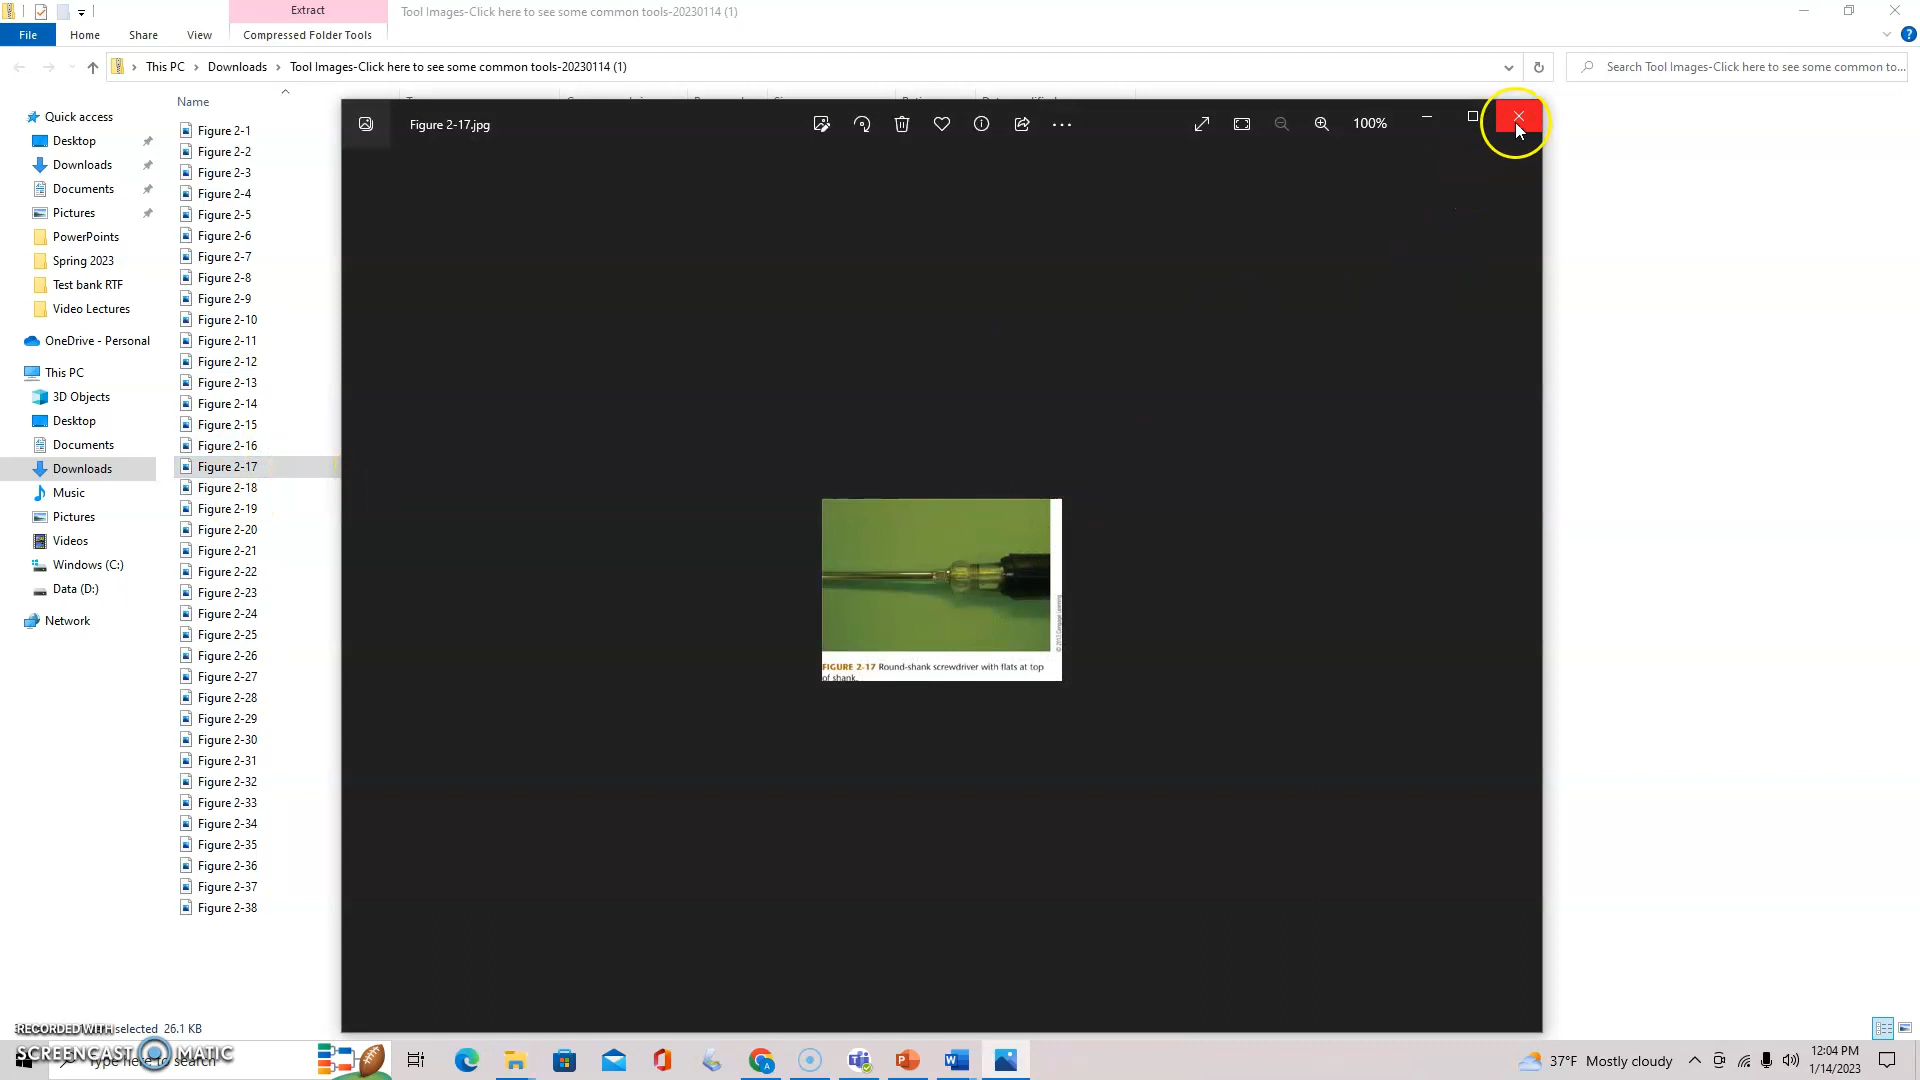 Extract
Tool Images-Click here to see some common tools-20230114 (1)
File
Home
Share
View
Compressed Folder Tools
This PC
Downloads
Tool Images-Click here to see some common tools-20230114 (1)
Search Tool Images-Click here to see some common to...
Name
Quick access
Desktop
Downloads
Documents
Pictures
PowerPoints
Spring 2023
Test bank RTF
Video Lectures
OneDrive - Personal
This PC
3D Objects
Desktop
Documents
Downloads
Music
Pictures
Videos
Windows (C:)
Data (D:)
Network
Figure 2-1
Figure 2-2
Figure 2-3
Figure 2-4
Figure 2-5
Figure 2-6
Figure 2-7
Figure 2-8
Figure 2-9
Figure 2-10
Figure 2-11
Figure 2-12
Figure 2-13
Figure 2-14
Figure 2-15
Figure 2-16
Figure 2-17
Figure 2-18
Figure 2-19
Figure 2-20
Figure 2-21
Figure 2-22
Figure 2-23
Figure 2-24
Figure 2-25
Figure 2-26
Figure 2-27
Figure 2-28
Figure 2-29
Figure 2-30
Figure 2-31
Figure 2-32
Figure 2-33
Figure 2-34
Figure 2-35
Figure 2-36
Figure 2-37
Figure 2-38
Figure 2-17.jpg
100%
FIGURE 2-17 Round-shank screwdriver with flats at top
of shank.
RECORDED WITH
selected 26.1 KB
SCREENCAST MATIC
Type here to search
37°F Mostly cloudy
12:04 PM
1/14/2023